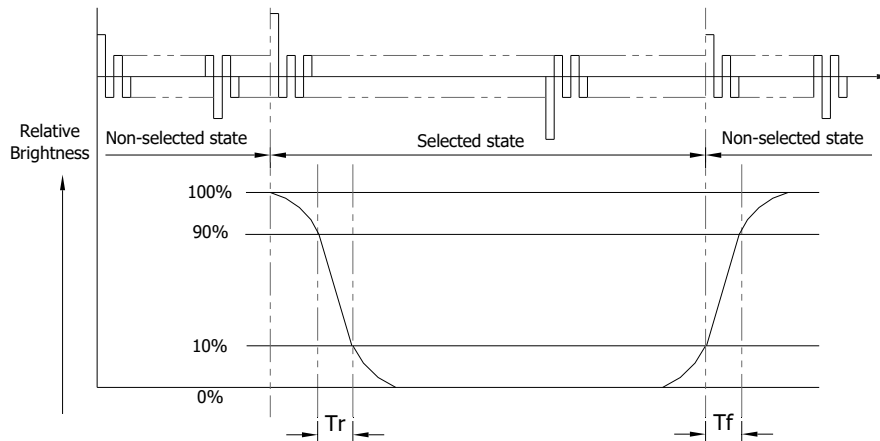 Relative
Brightness
Non-selected state
Selected state
Non-selected state
100%
90%
10%
0%
Tr
Tf